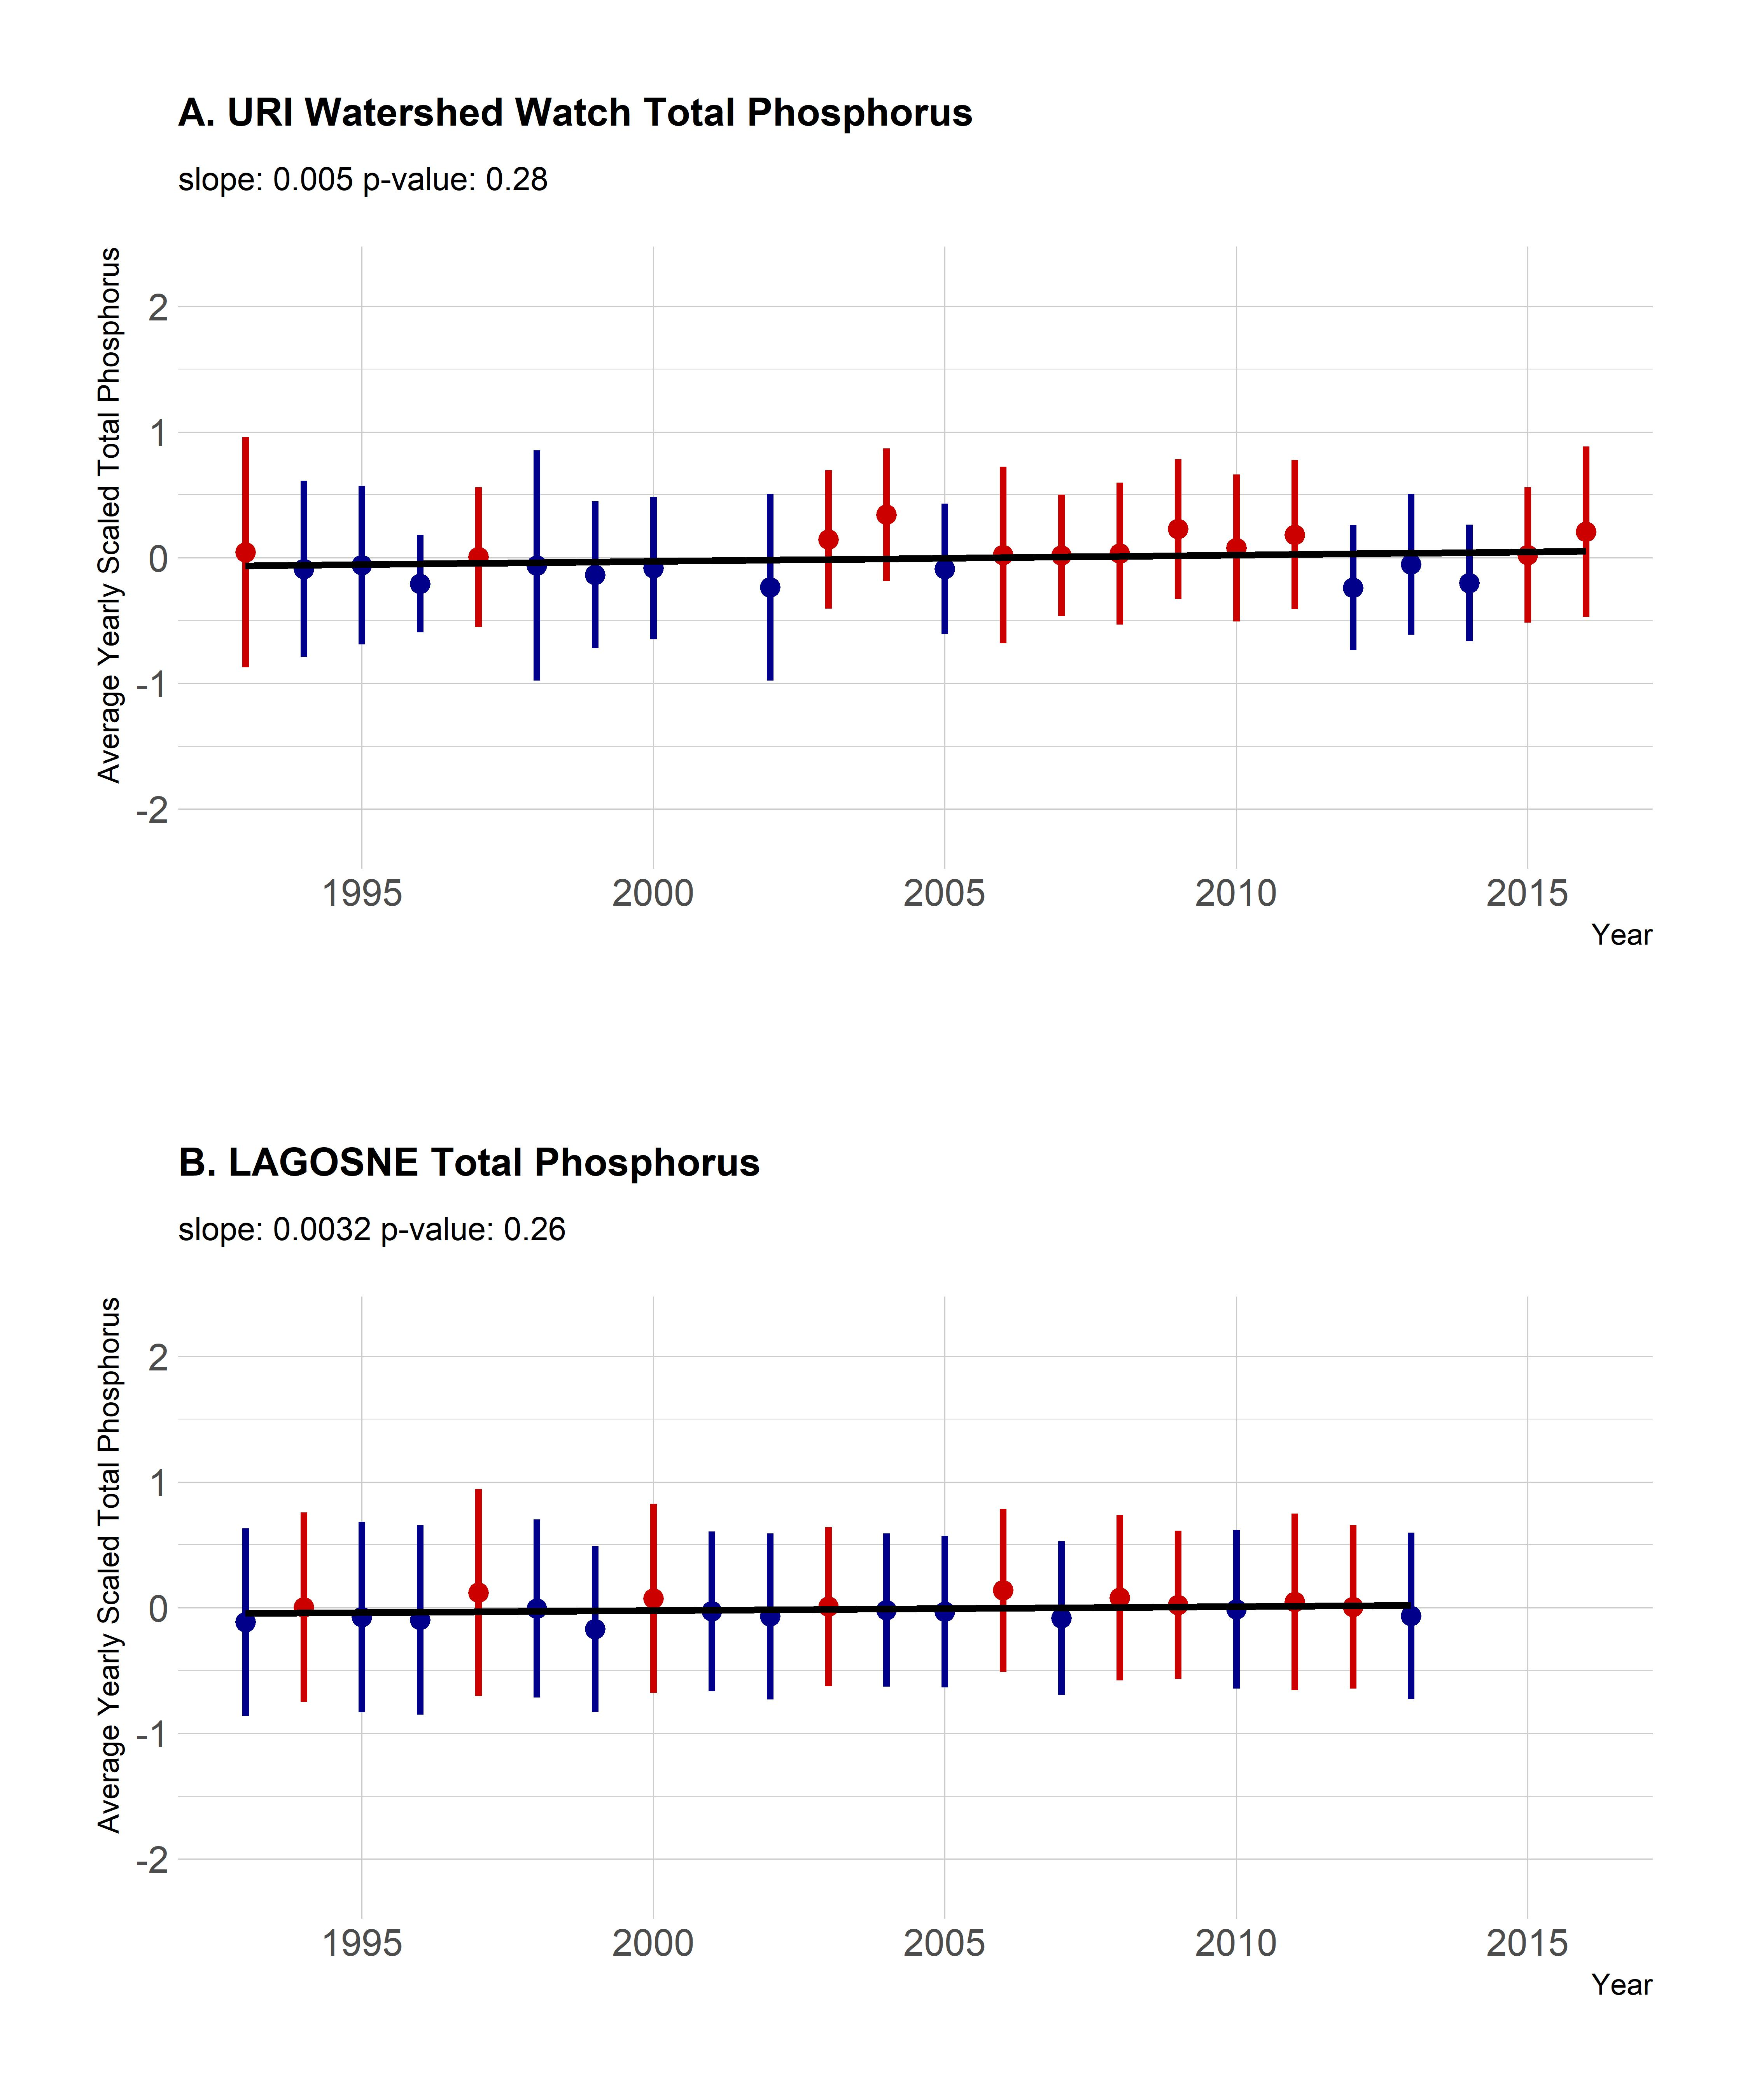 A. URI Watershed Watch Total Phosphorus
slope: 0.005 p-value: 0.28
Average Yearly Scaled Total Phosphorus
2
1
0
-1
-2
1995 2000 2005 2010 2015
Year
B. LAGOSNE Total Phosphorus
slope: 0.0032 p-value: 0.26
Average Yearly Scaled Total Phosphorus
2
1
0
-1
-2
1995 2000 2005 2010 2015
Year